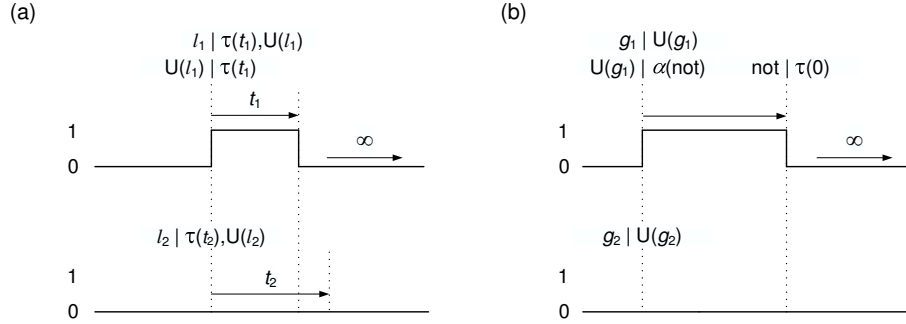 (a)
l₁ | τ(t₁),U(l₁)
U(l₁) | τ(t₁)
t₁
1
0
∞
l₂ | τ(t₂),U(l₂)
t₂
1
0
(b)
g₁ | U(g₁)
U(g₁) | α(not) not | τ(0)
1
0
∞
g₂ | U(g₂)
1
0